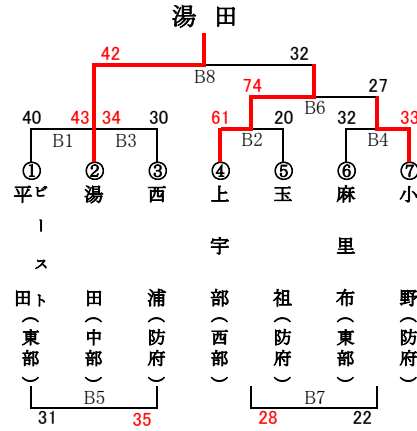 湯田
42 32
B8
74 27
B6
40 43 34 30 61 20 32 33
B1 B3 B2 B4
① ② ③ ④ ⑤ ⑥ ⑦
平田ビースト(東部)
湯田(中部)
西浦(防府)
上宇部(西部)
玉祖(防府)
麻里布(東部)
小野(防府)
B5 B7
31 35 28 22